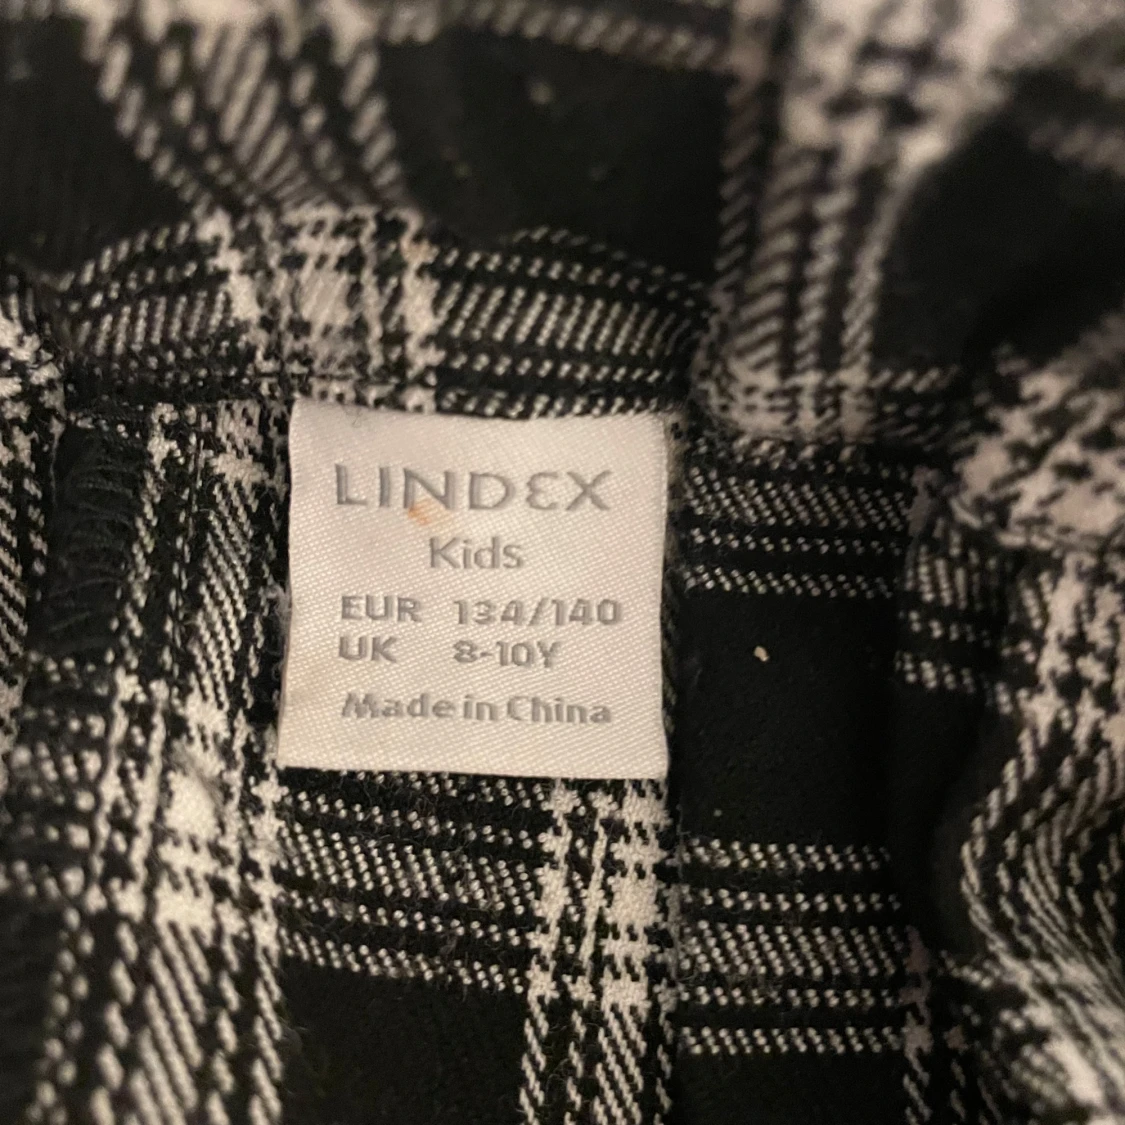 LINDEX
Kids
EUR 134/140
UK 8-10Y
Made in China